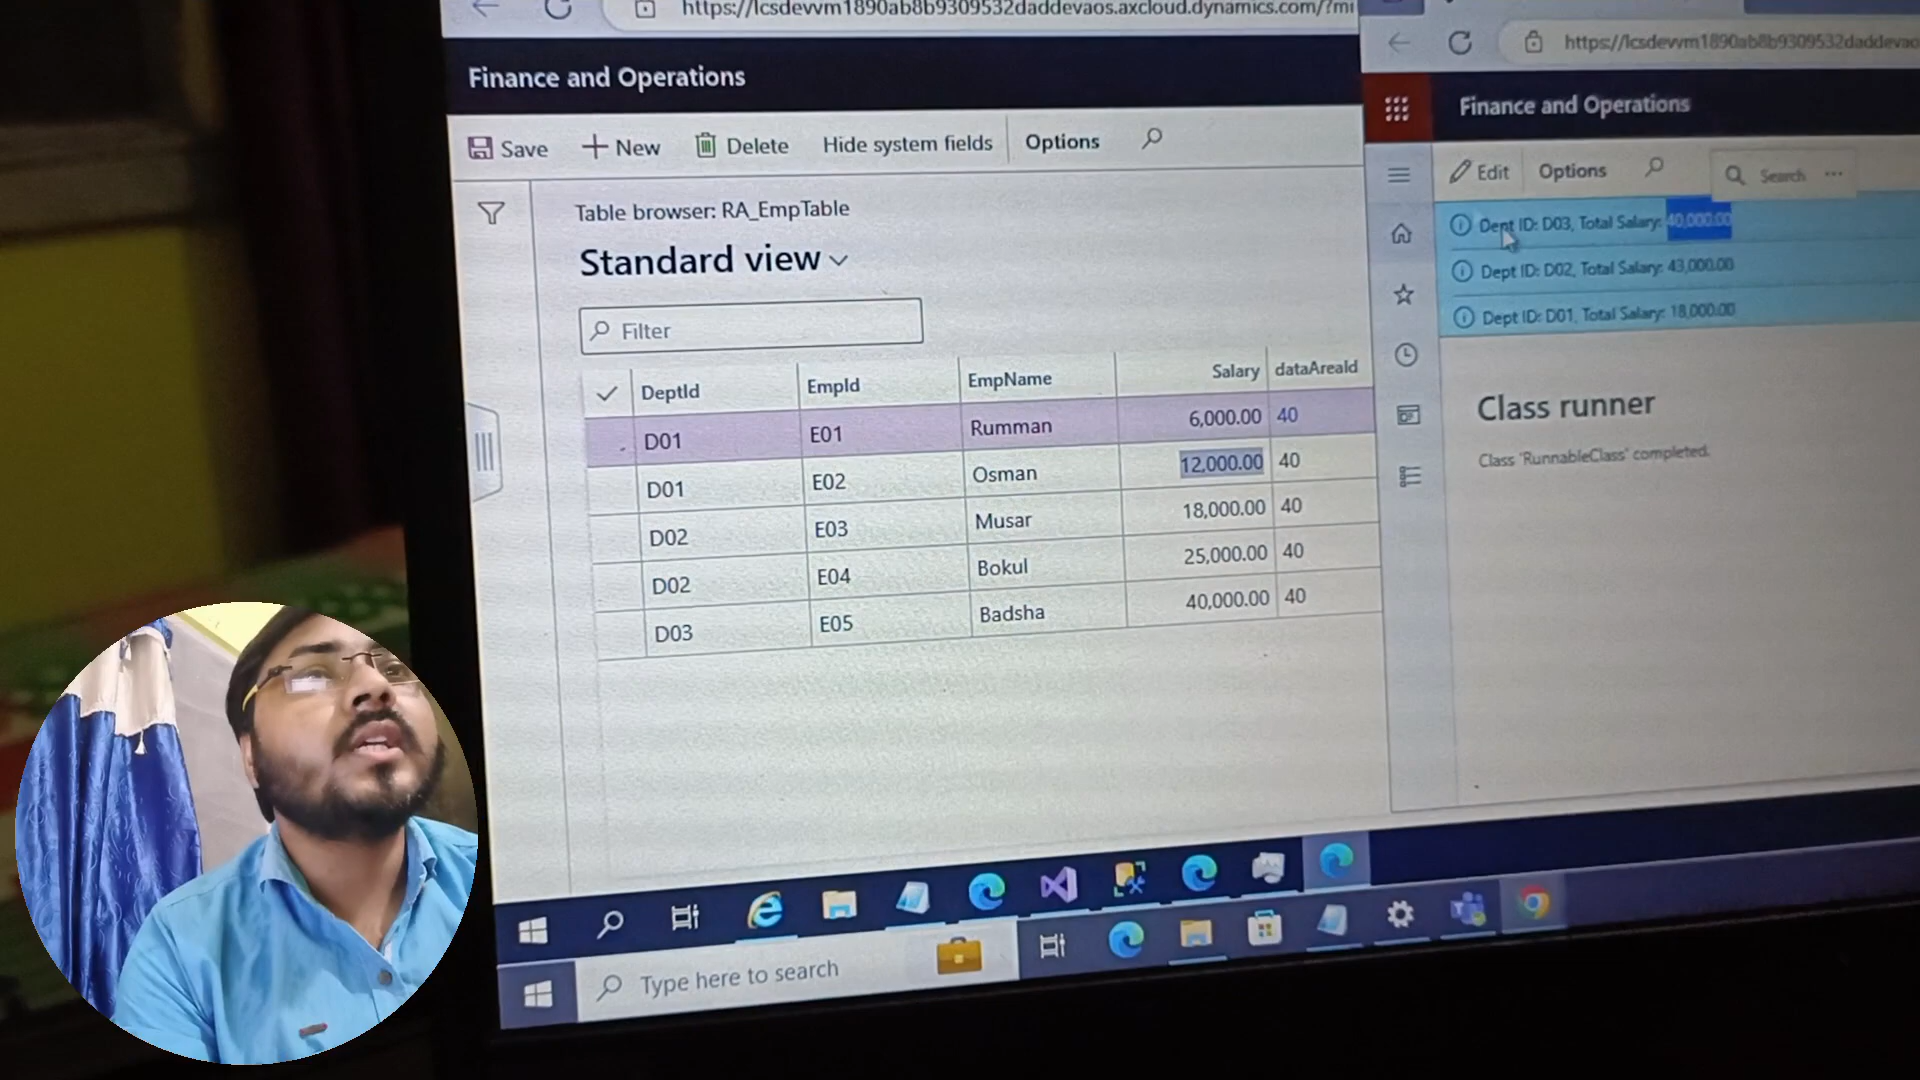 https://lcsdevvm1890ab8b9309532daddevaos.axcloud.dynamics.com/?mi
Finance and Operations
Save New Delete Hide system fields Options
Table browser: RA_EmpTable
Standard view
Filter
DeptId EmpId EmpName Salary dataAreaId
D01 E01 Rumman 6,000.00 40
D01 E02 Osman 12,000.00 40
D02 E03 Musar 18,000.00 40
D02 E04 Bokul 25,000.00 40
D03 E05 Badsha 40,000.00 40
Type here to search
https://lcsdevvm1890ab8b9309532daddevao
Finance and Operations
Edit Options Search ...
Dept ID: D03, Total Salary: 40,000.00
Dept ID: D02, Total Salary: 43,000.00
Dept ID: D01, Total Salary: 18,000.00
Class runner
Class 'RunnableClass' completed.